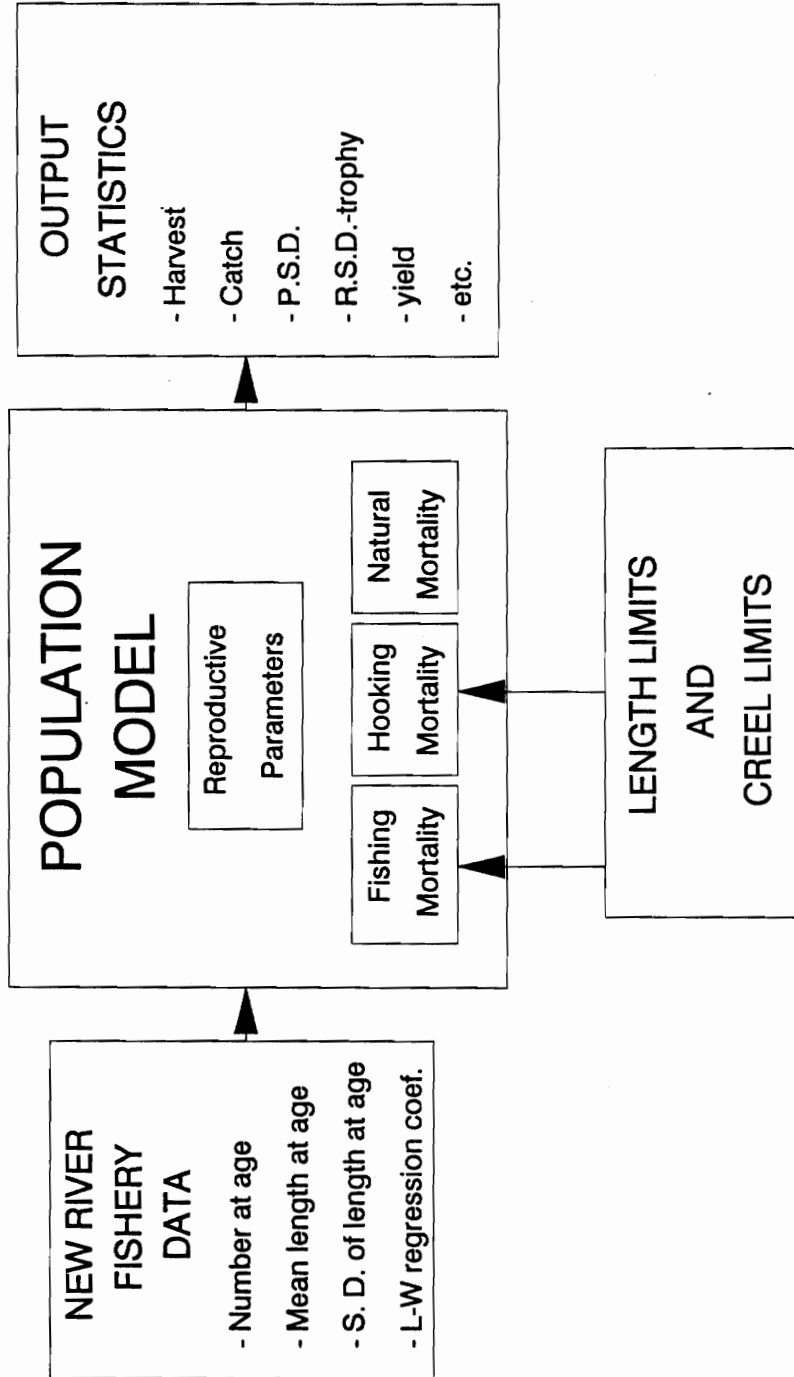 NEW RIVER
FISHERY
DATA
- Number at age
- Mean length at age
- S. D. of length at age
- L-W regression coef.
POPULATION
MODEL
Reproductive
Parameters
Fishing
Mortality
Hooking
Mortality
Natural
Mortality
LENGTH LIMITS
AND
CREEL LIMITS
OUTPUT
STATISTICS
- Harvest
- Catch
- P.S.D.
- R.S.D.-trophy
- yield
- etc.